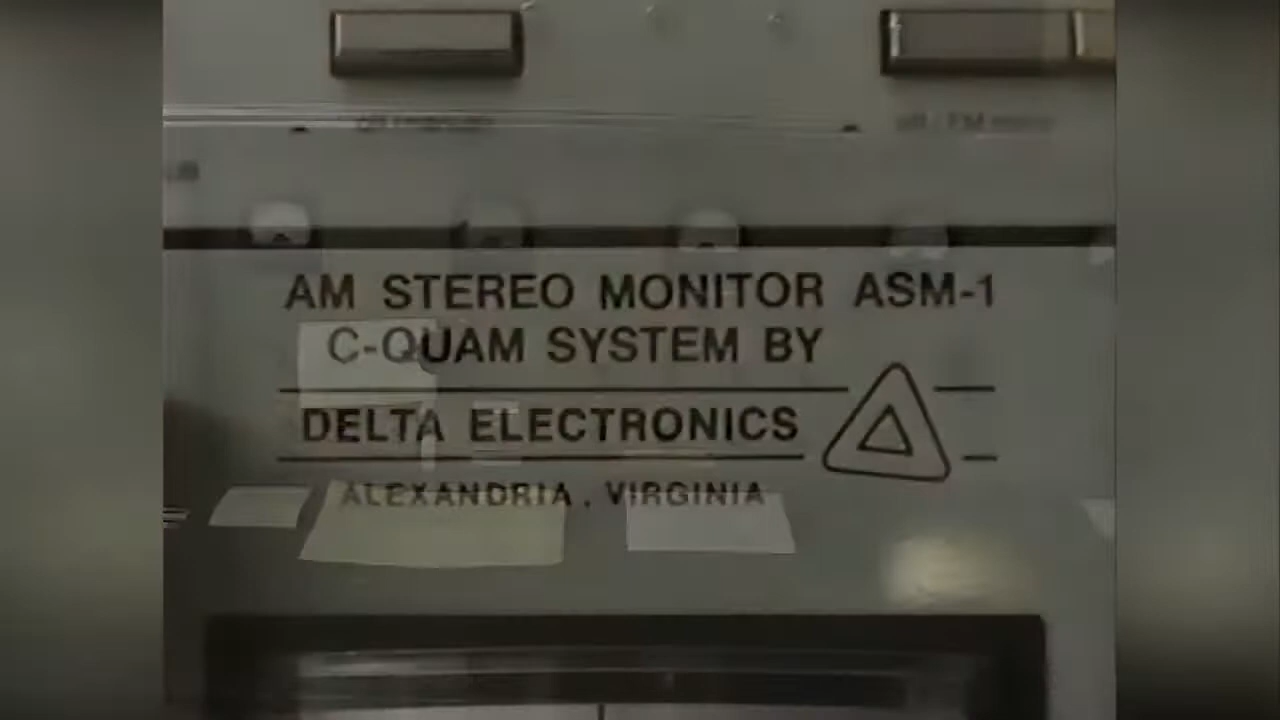 AM STEREO MONITOR ASM-1
C-QUAM SYSTEM BY
DELTA ELECTRONICS
ALEXANDRIA, VIRGINIA